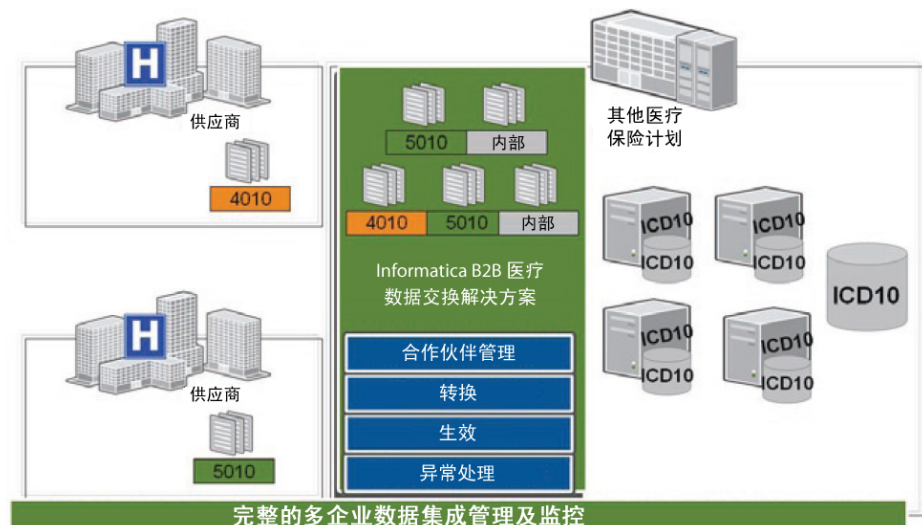 H
供应商
4010
H
供应商
5010
5010 内部
4010 5010 内部
Informatica B2B 医疗
数据交换解决方案
合作伙伴管理
转换
生效
异常处理
其他医疗
保险计划
ICD10
ICD10
ICD10
ICD10
ICD10
ICD10
ICD10
ICD10
ICD10
完整的多企业数据集成管理及监控